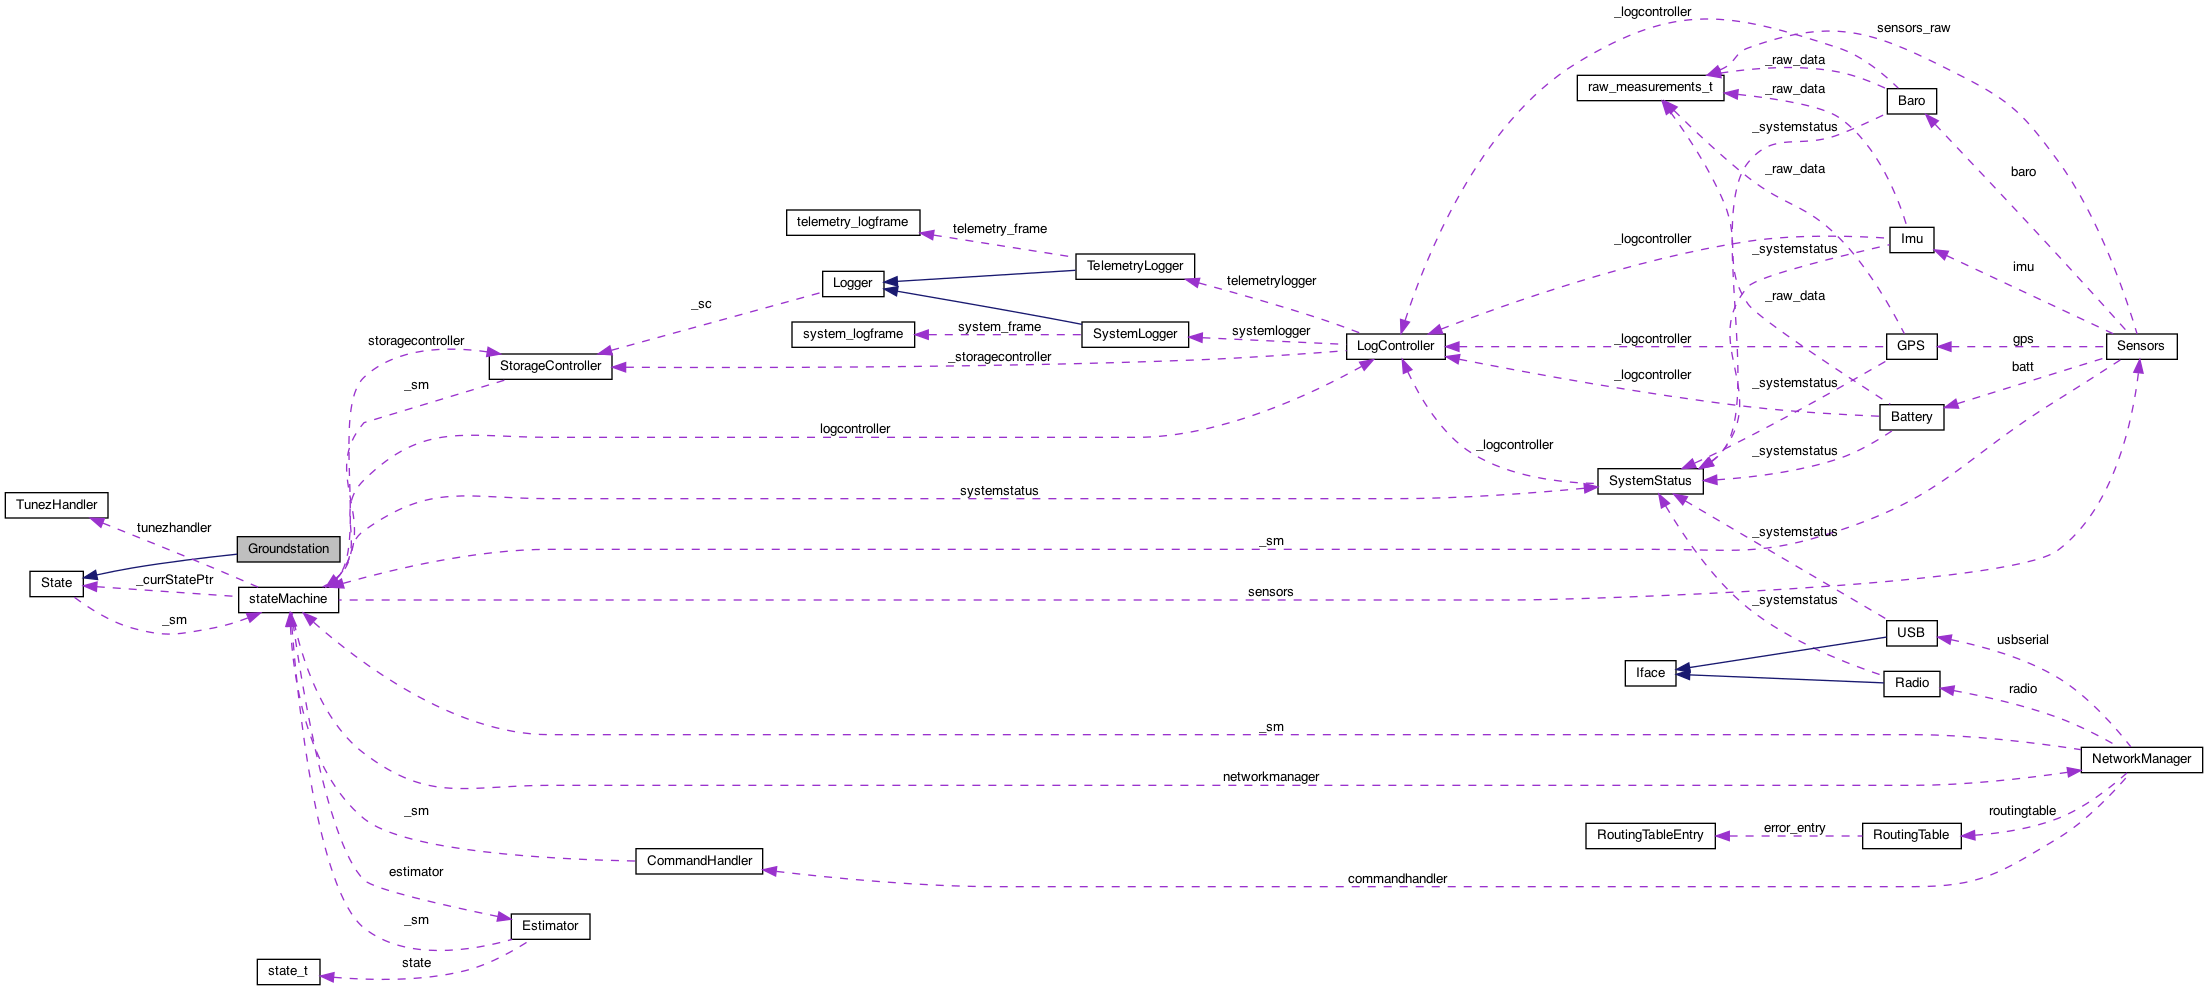 _logcontroller
sensors_raw
_raw_data
raw_measurements_t
_raw_data
Baro
_systemstatus
_raw_data
baro
telemetry_logframe
telemetry_frame
_logcontroller
_systemstatus
Imu
imu
TelemetryLogger
Logger
telemetrylogger
_raw_data
_sc
system_logframe
system_frame
SystemLogger
systemlogger
_logcontroller
GPS
gps
Sensors
storagecontroller
LogController
_storagecontroller
StorageController
batt
_logcontroller
_systemstatus
_sm
Battery
logcontroller
_logcontroller
_systemstatus
SystemStatus
systemstatus
TunezHandler
tunezhandler
_systemstatus
Groundstation
_sm
State
_currStatePtr
stateMachine
sensors
_systemstatus
_sm
USB
usbserial
Iface
Radio
radio
_sm
NetworkManager
networkmanager
_sm
routingtable
RoutingTableEntry
error_entry
RoutingTable
CommandHandler
estimator
commandhandler
_sm
Estimator
state
state_t